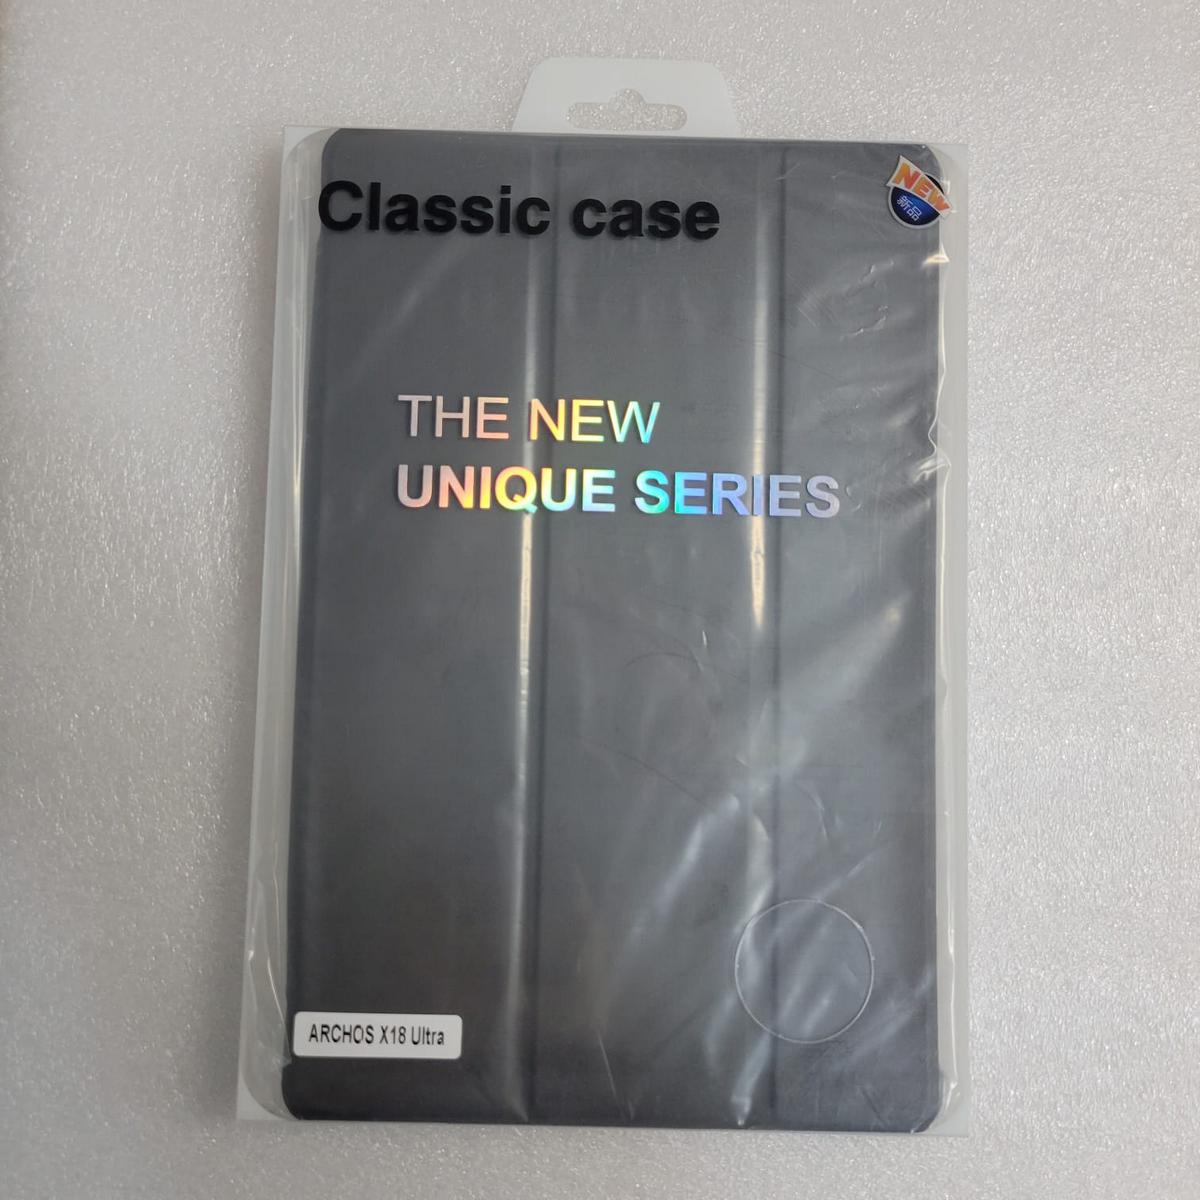 Classic case
NEW
新品
THE NEW
UNIQUE SERIES
ARCHOS X18 Ultra